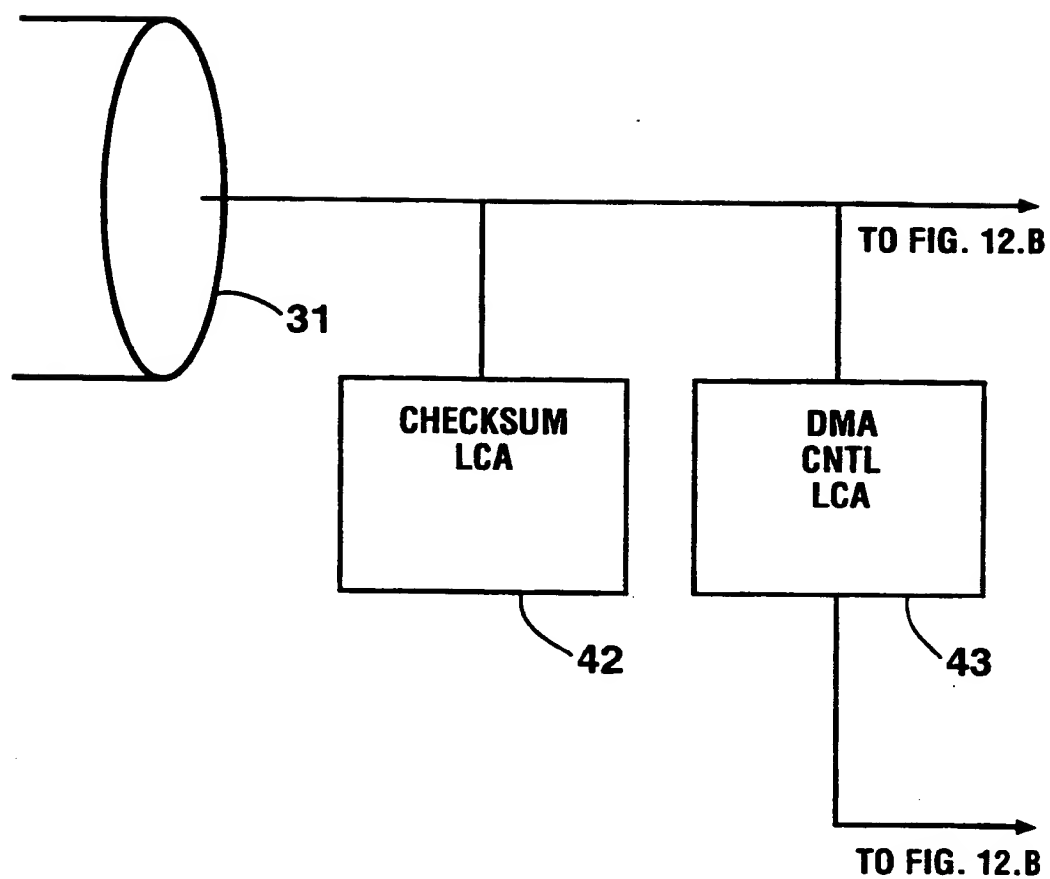 TO FIG. 12.B
31
CHECKSUM
LCA
DMA
CNTL
LCA
42
43
TO FIG. 12.B